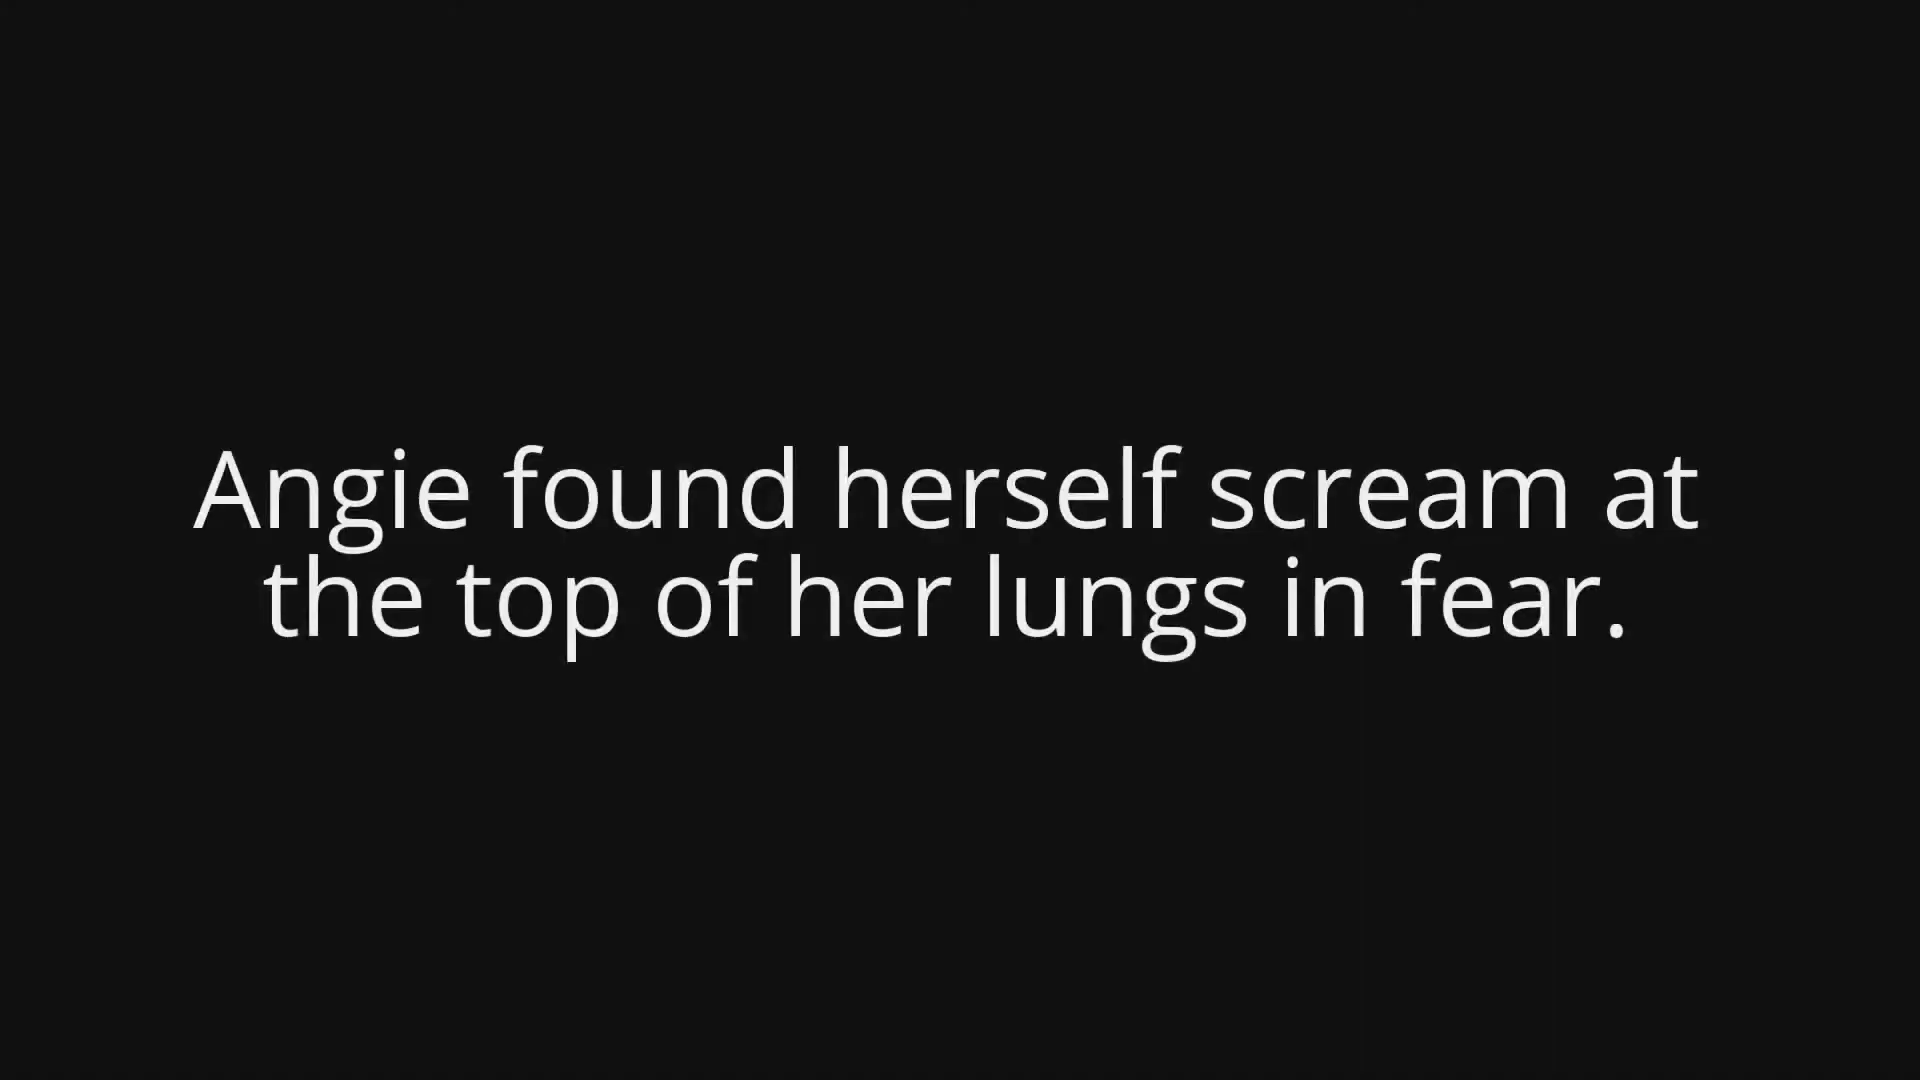 Angie found herself scream at
the top of her lungs in fear.